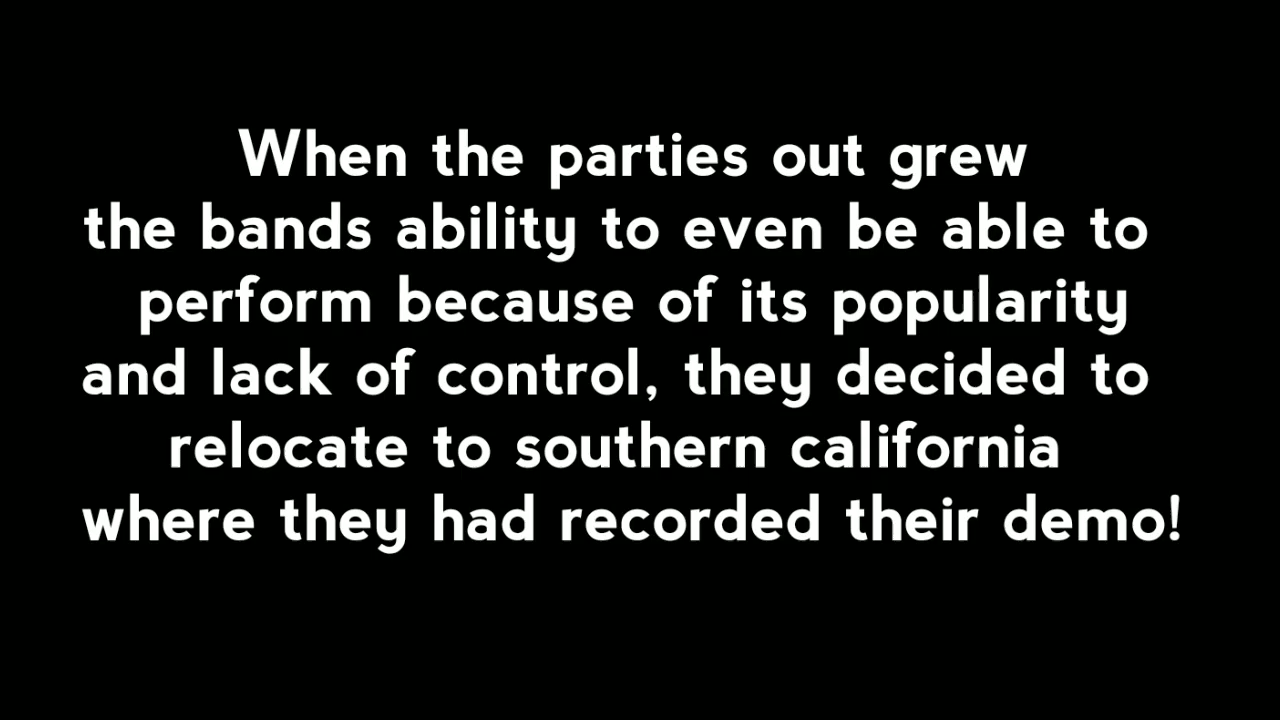 When the parties out grew
the bands ability to even be able to
perform because of its popularity
and lack of control, they decided to
relocate to southern california
where they had recorded their demo!